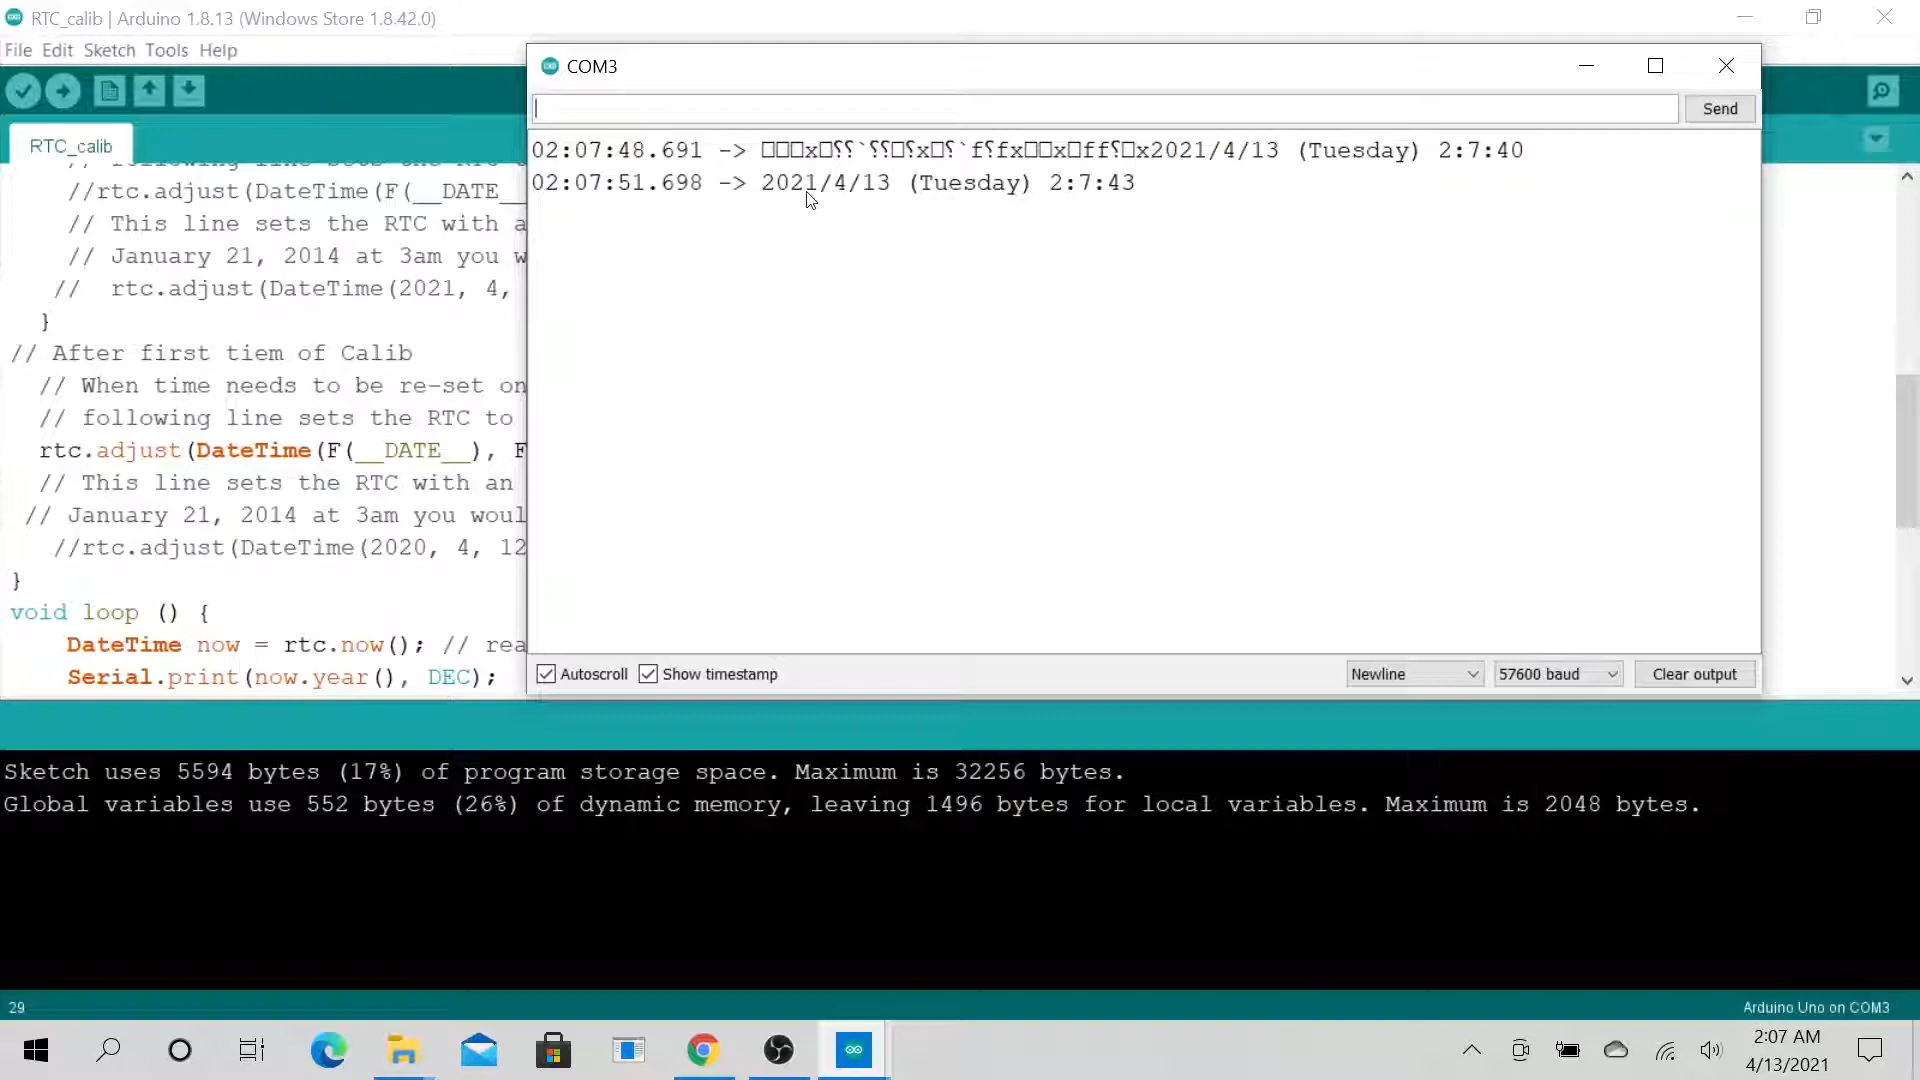 RTC_calib | Arduino 1.8.13 (Windows Store 1.8.42.0)
File Edit Sketch Tools Help
COM3
Send
RTC_calib
02:07:48.691 -> □□□x□⸮⸮`⸮⸮□⸮x□⸮`f⸮fx□□x□ff⸮□x2021/4/13 (Tuesday) 2:7:40
02:07:51.698 -> 2021/4/13 (Tuesday) 2:7:43
//rtc.adjust(DateTime(F(__DATE__
// This line sets the RTC with a
// January 21, 2014 at 3am you w
// rtc.adjust(DateTime(2021, 4,
}
// After first tiem of Calib
// When time needs to be re-set on
// following line sets the RTC to
rtc.adjust(DateTime(F(__DATE__), F
// This line sets the RTC with an
// January 21, 2014 at 3am you woul
//rtc.adjust(DateTime(2020, 4, 12
}
void loop () {
DateTime now = rtc.now(); // rea
Serial.print(now.year(), DEC);
Autoscroll Show timestamp Newline 57600 baud Clear output
Sketch uses 5594 bytes (17%) of program storage space. Maximum is 32256 bytes.
Global variables use 552 bytes (26%) of dynamic memory, leaving 1496 bytes for local variables. Maximum is 2048 bytes.
29
Arduino Uno on COM3
2:07 AM
4/13/2021